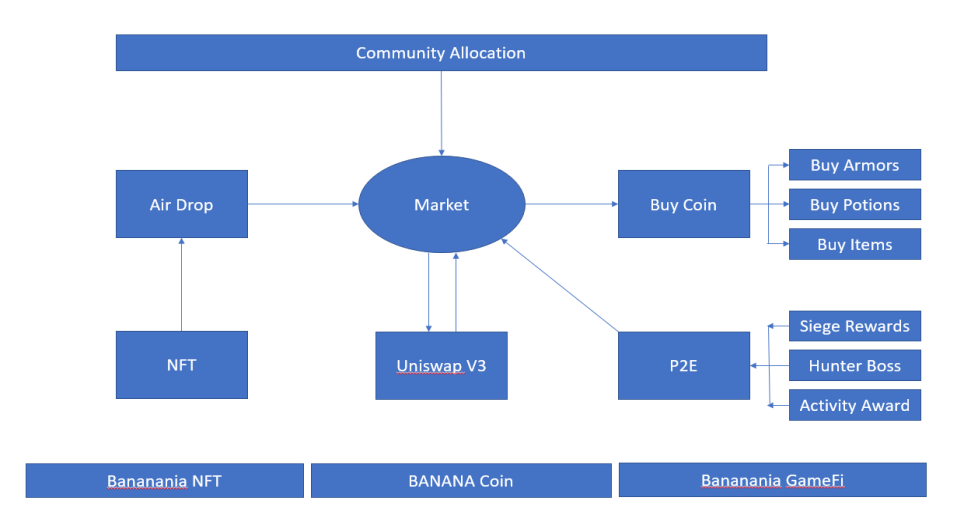 Community Allocation
Buy Armors
Air Drop
Market
Buy Coin
Buy Potions
Buy Items
Siege Rewards
NFT
Uniswap V3
P2E
Hunter Boss
Activity Award
Bananania NFT
BANANA Coin
Bananania GameFi